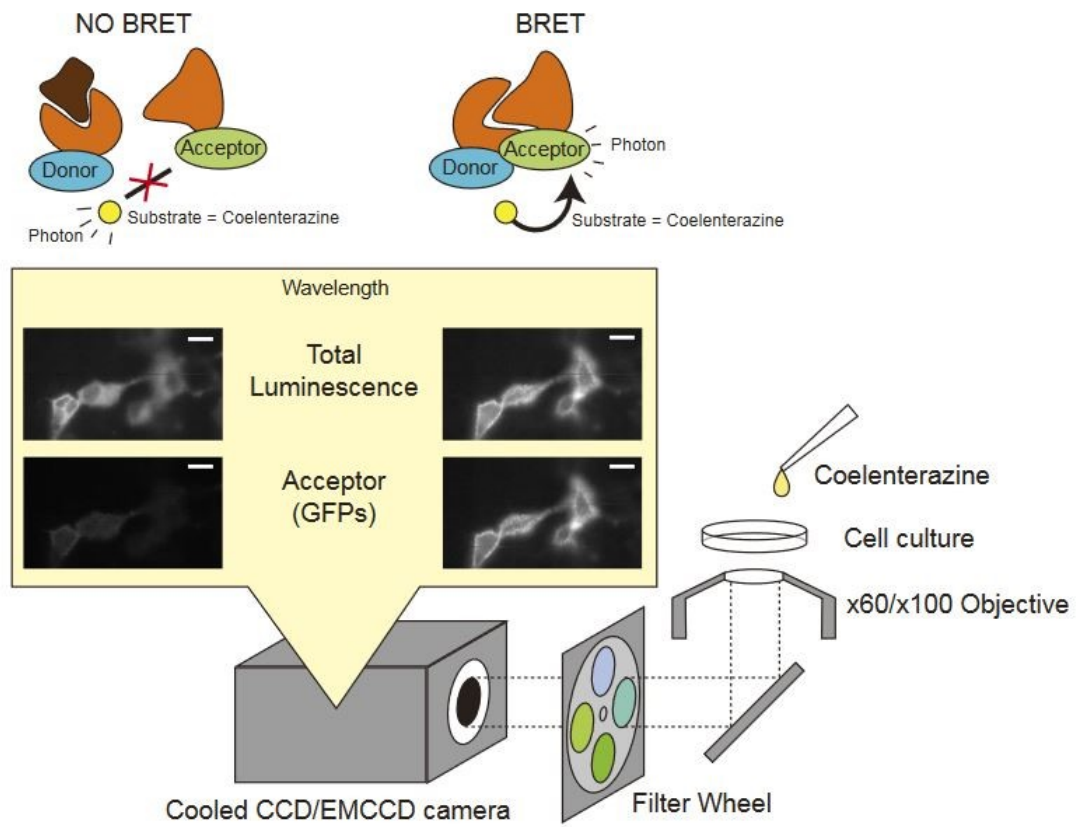 NO BRET
BRET
Donor
Acceptor
Photon
Substrate = Coelenterazine
Donor
Acceptor
Photon
Substrate = Coelenterazine
Wavelength
Total
Luminescence
Acceptor
(GFPs)
Coelenterazine
Cell culture
x60/x100 Objective
Cooled CCD/EMCCD camera
Filter Wheel